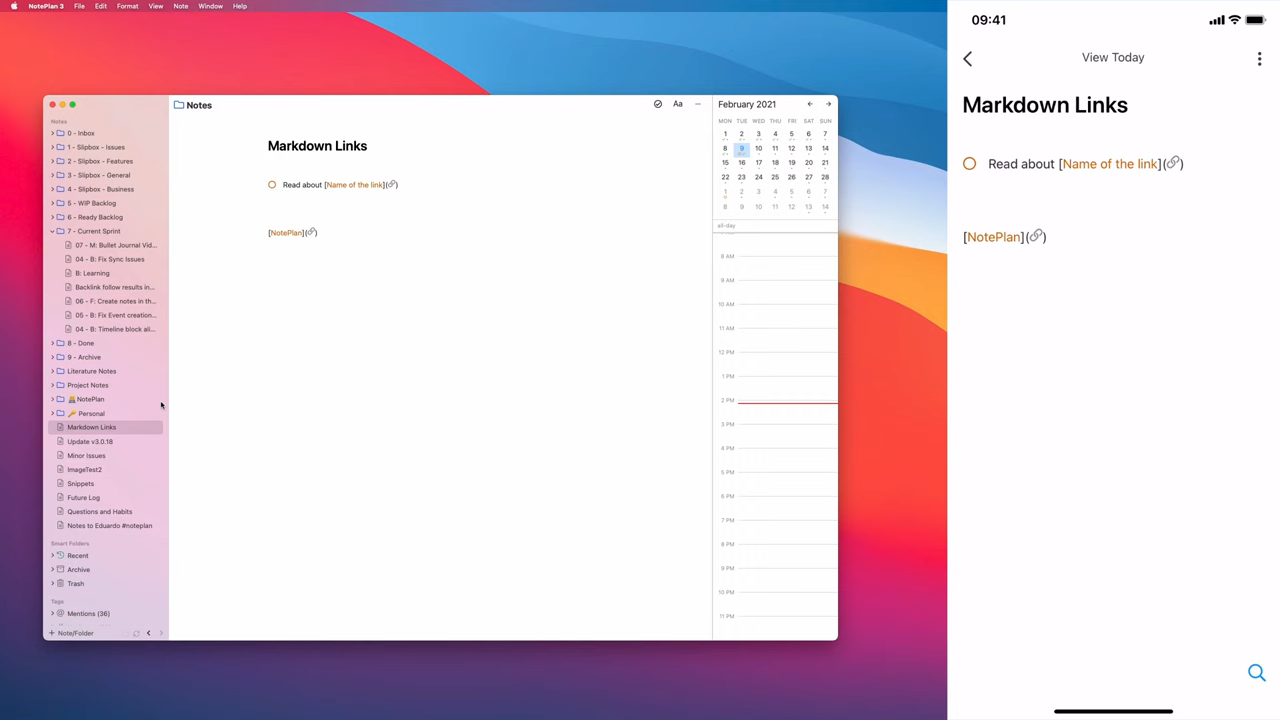 NotePlan 3 File Edit Format View Note Window Help
Notes
0 - Inbox
1 - Slipbox - Issues
2 - Slipbox - Features
3 - Slipbox - General
4 - Slipbox - Business
5 - WIP Backlog
6 - Ready Backlog
7 - Current Sprint
07 - M: Bullet Journal Vid...
04 - B: Fix Sync Issues
B: Learning
Backlink follow results in...
06 - F: Create notes in th...
05 - B: Fix Event creation...
04 - B: Timeline block ali...
8 - Done
9 - Archive
Literature Notes
Project Notes
NotePlan
Personal
Markdown Links
Update v3.0.18
Minor Issues
ImageTest2
Snippets
Future Log
Questions and Habits
Notes to Eduardo #noteplan
Smart Folders
Recent
Archive
Trash
Tags
Mentions (36)
+ Note/Folder
Notes
Aa
Markdown Links
Read about [Name of the link](🔗)
[NotePlan](🔗)
February 2021
MON TUE WED THU FRI SAT SUN
1 2 3 4 5 6 7
8 9 10 11 12 13 14
15 16 17 18 19 20 21
22 23 24 25 26 27 28
1 2 3 4 5 6 7
8 9 10 11 12 13 14
all-day
8 AM
9 AM
10 AM
11 AM
12 PM
1 PM
2 PM
3 PM
4 PM
5 PM
6 PM
7 PM
8 PM
9 PM
10 PM
11 PM
09:41
View Today
Markdown Links
Read about [Name of the link](🔗)
[NotePlan](🔗)